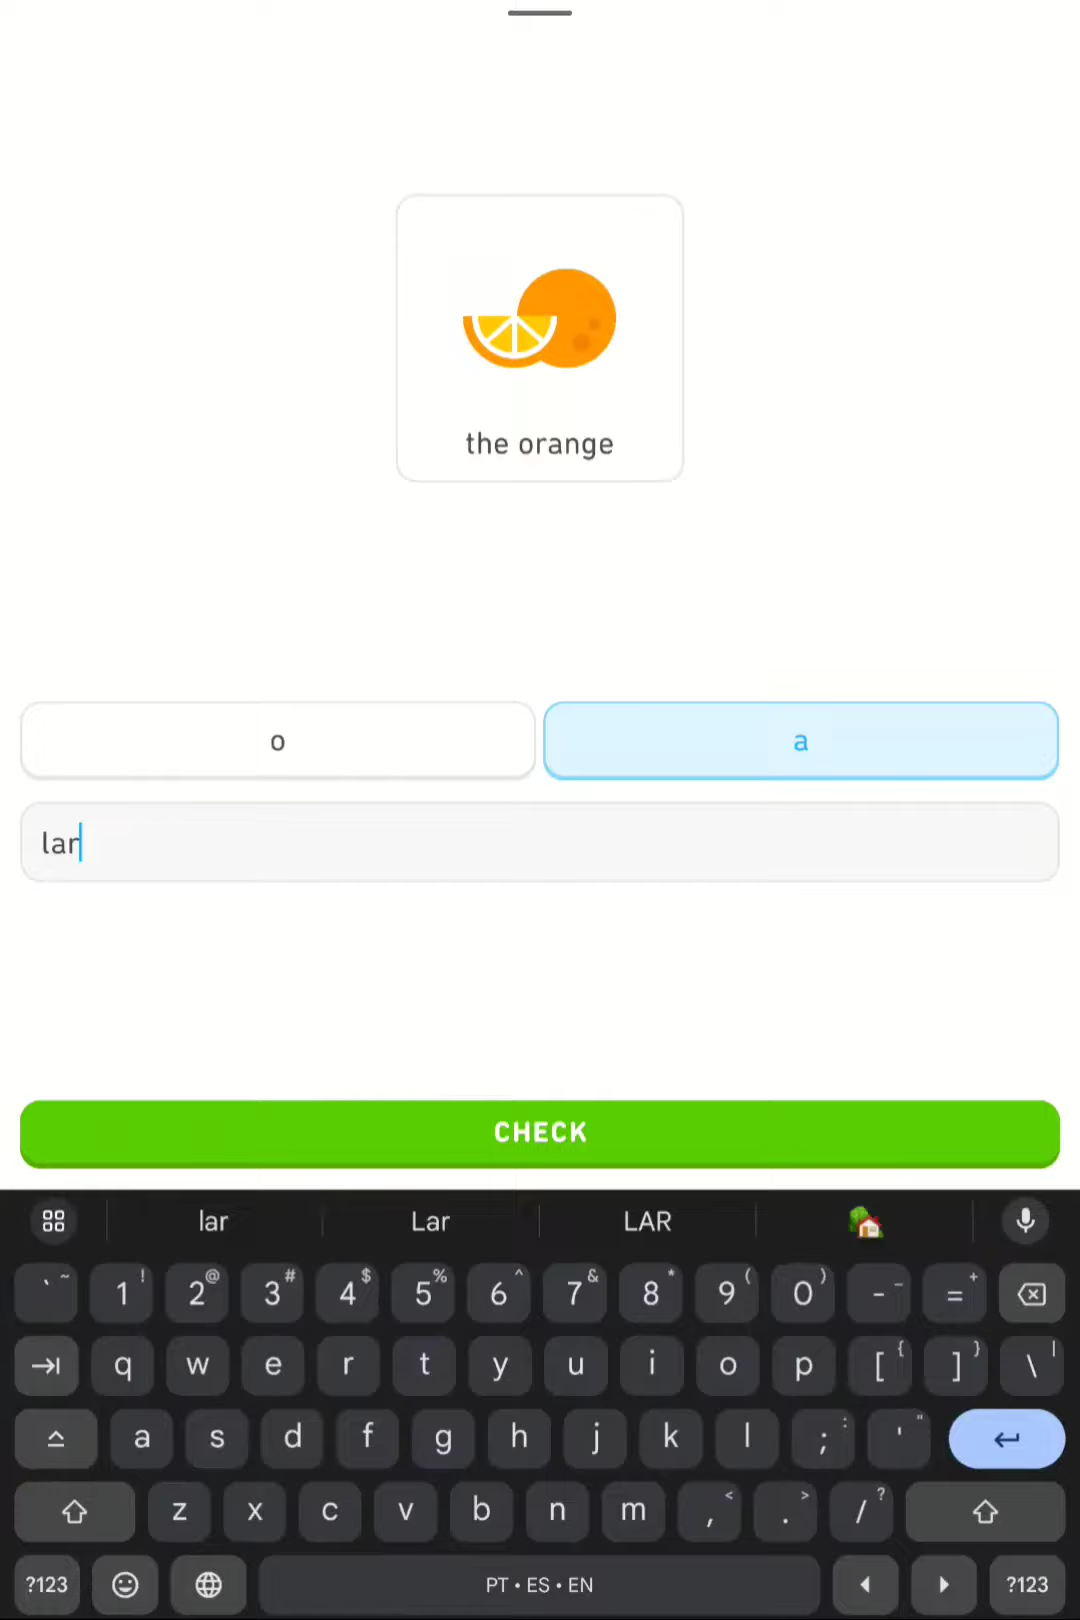 the orange
o a
lar
CHECK
lar Lar LAR
` ~ 1 ! 2 @ 3 # 4 $ 5 % 6 ^ 7 & 8 * 9 ( 0 ) - _ = +
q w e r t y u i o p [ { ] } \ |
a s d f g h j k l ; : ' "
z x c v b n m , < . > / ?
?123 PT • ES • EN ?123